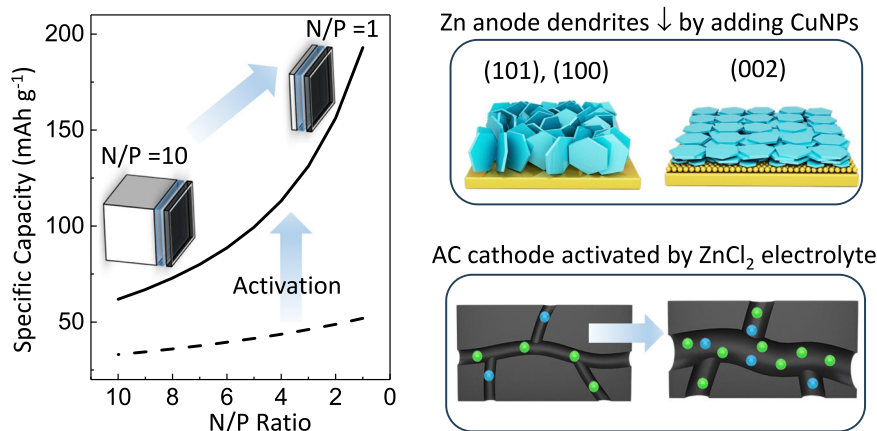 200
150
100
50
Specific Capacity (mAh g⁻¹)
N/P =1
N/P =10
Activation
10 8 6 4 2 0
N/P Ratio
Zn anode dendrites ↓ by adding CuNPs
(101), (100) (002)
AC cathode activated by ZnCl₂ electrolyte